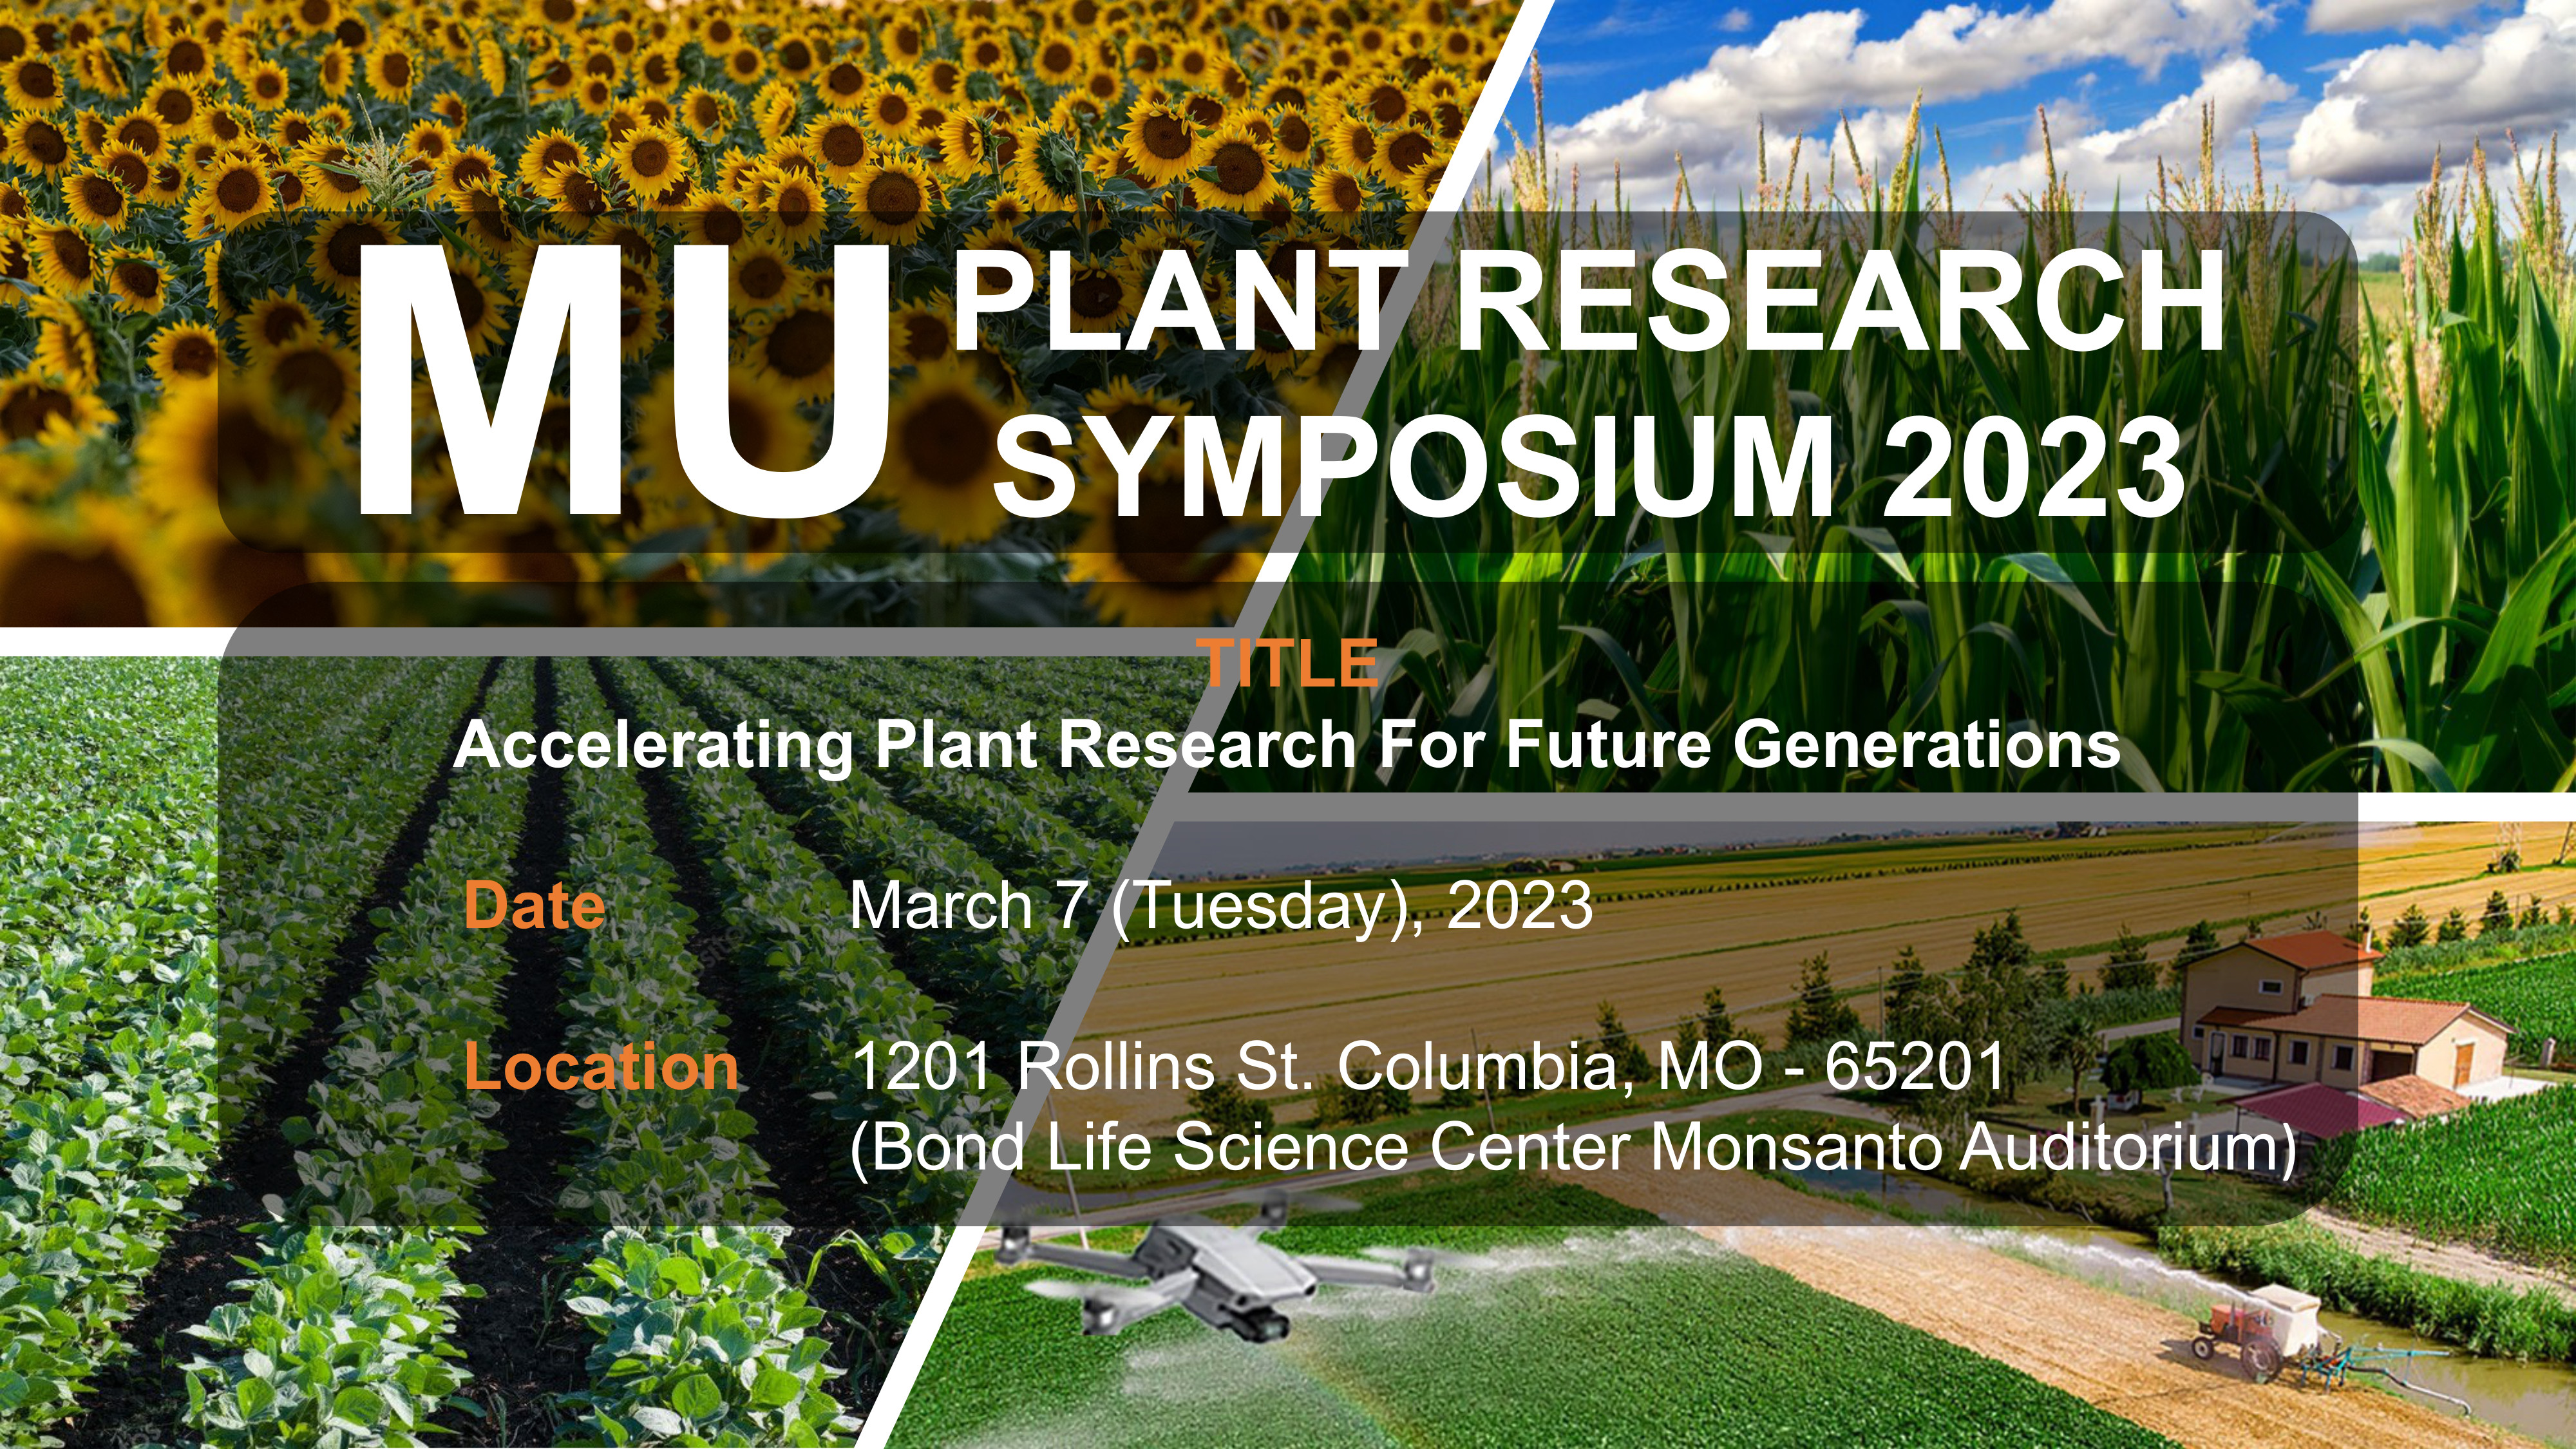 MU PLANT RESEARCH
SYMPOSIUM 2023
TITLE
Accelerating Plant Research For Future Generations
Date March 7 (Tuesday), 2023
Location 1201 Rollins St. Columbia, MO - 65201
(Bond Life Science Center Monsanto Auditorium)